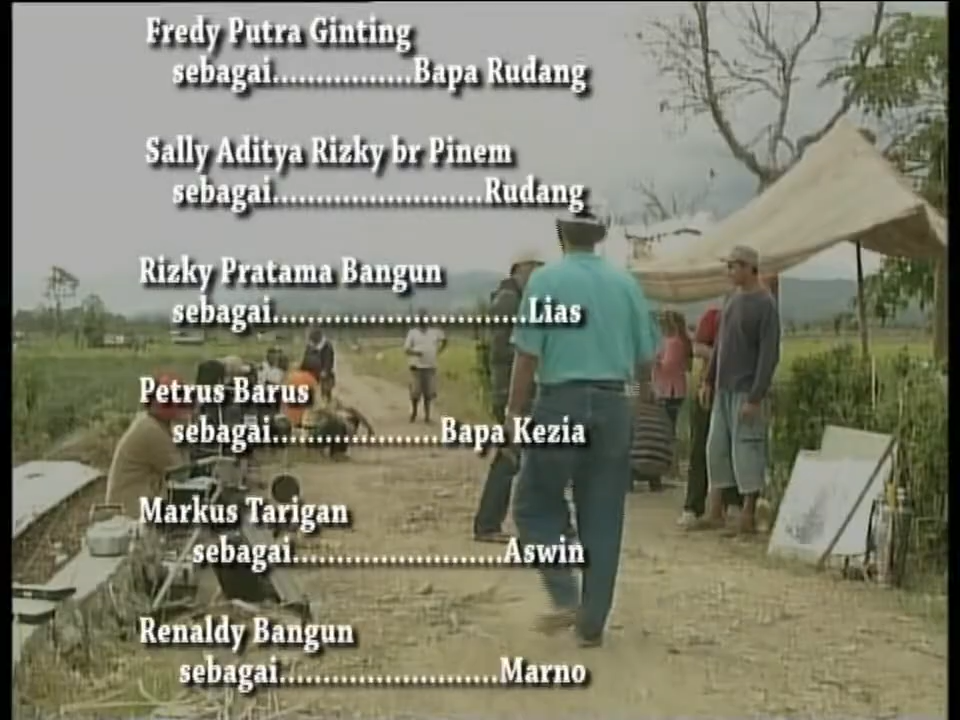 Fredy Putra Ginting
sebagai................Bapa Rudang
Sally Aditya Rizky br Pinem
sebagai........................Rudang
Rizky Pratama Bangun
sebagai.............................Lias
Petrus Barus
sebagai...................Bapa Kezia
Markus Tarigan
sebagai........................Aswin
Renaldy Bangun
sebagai.........................Marno